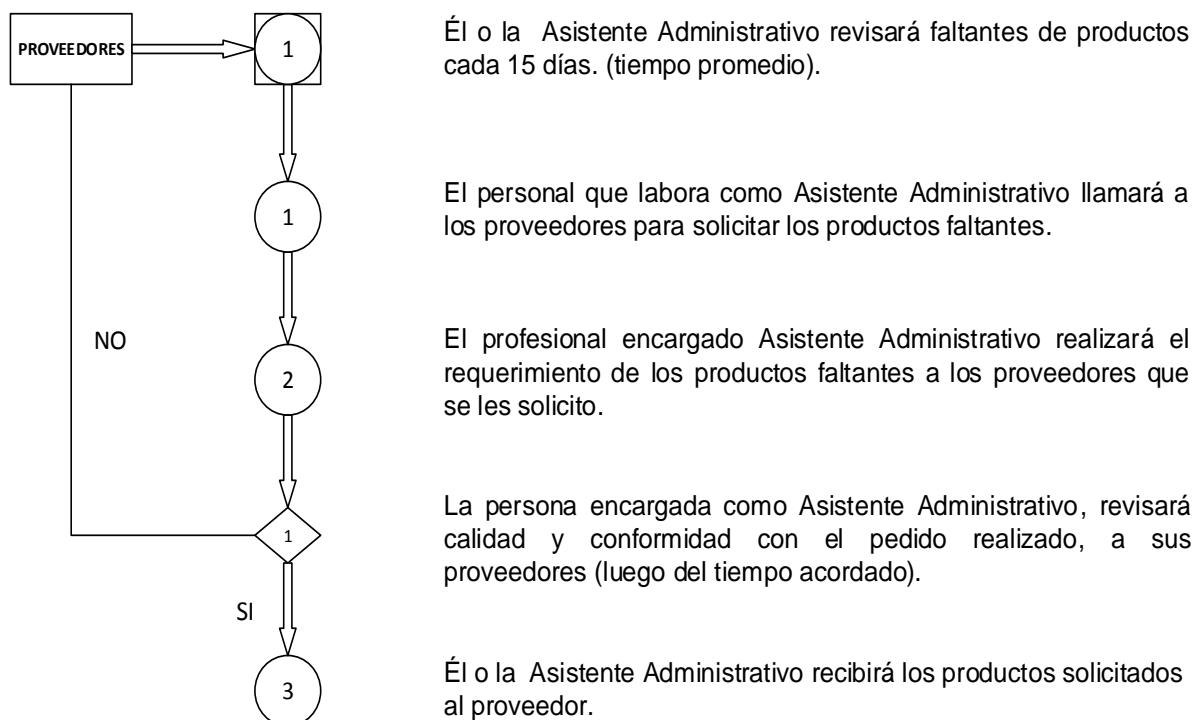 PROVEEDORES
1
Él o la Asistente Administrativo revisará faltantes de productos
cada 15 días. (tiempo promedio).
1
El personal que labora como Asistente Administrativo llamará a
los proveedores para solicitar los productos faltantes.
NO
2
El profesional encargado Asistente Administrativo realizará el
requerimiento de los productos faltantes a los proveedores que
se les solicito.
1
La persona encargada como Asistente Administrativo, revisará
calidad y conformidad con el pedido realizado, a sus
proveedores (luego del tiempo acordado).
SI
3
Él o la Asistente Administrativo recibirá los productos solicitados
al proveedor.